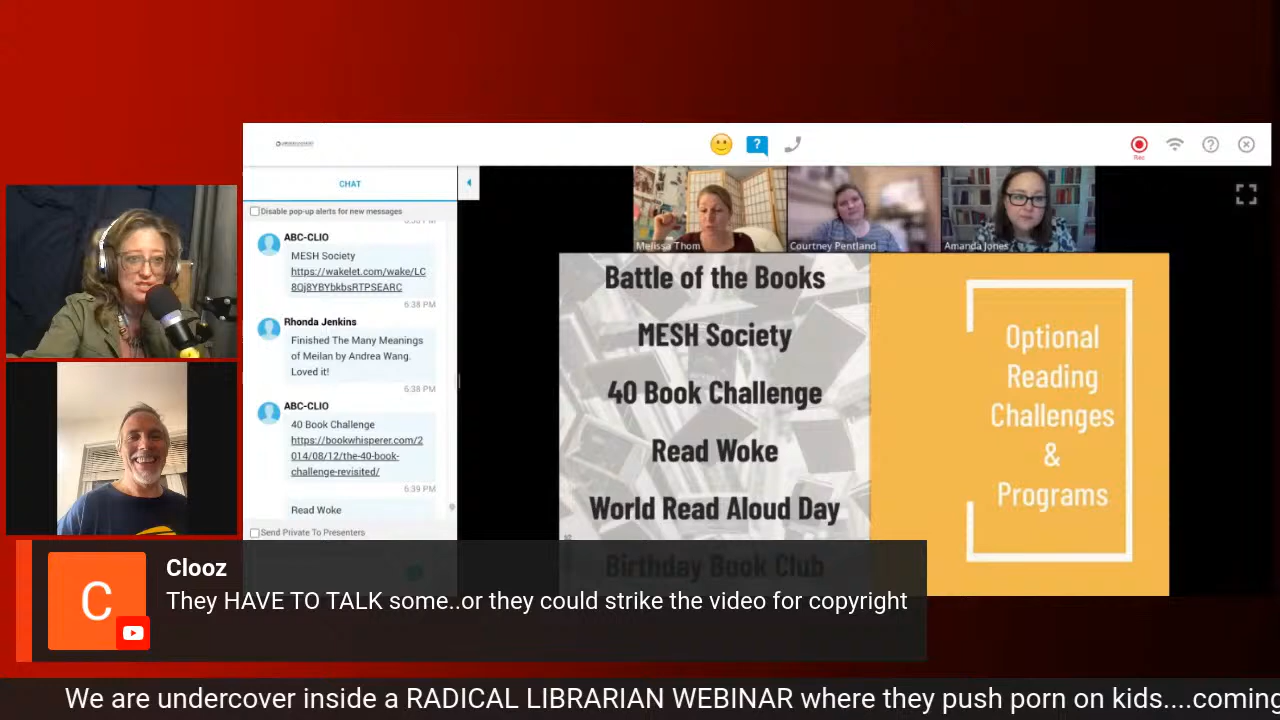 Rec
CHAT
Disable pop-up alerts for new messages
ABC-CLIO
MESH Society
https://wakelet.com/wake/LC
8Oj8YBYbkbsRTPSEARC
6:38 PM
Rhonda Jenkins
Finished The Many Meanings
of Meilan by Andrea Wang.
Loved it!
6:38 PM
ABC-CLIO
40 Book Challenge
https://bookwhisperer.com/2
014/08/12/the-40-book-
challenge-revisited/
6:39 PM
Read Woke
Send Private To Presenters
Melissa Thom
Courtney Pentland
Amanda Jones
Battle of the Books
MESH Society
40 Book Challenge
Read Woke
World Read Aloud Day
Birthday Book Club
Optional
Reading
Challenges
&
Programs
C
Clooz
They HAVE TO TALK some..or they could strike the video for copyright
We are undercover inside a RADICAL LIBRARIAN WEBINAR where they push porn on kids....coming